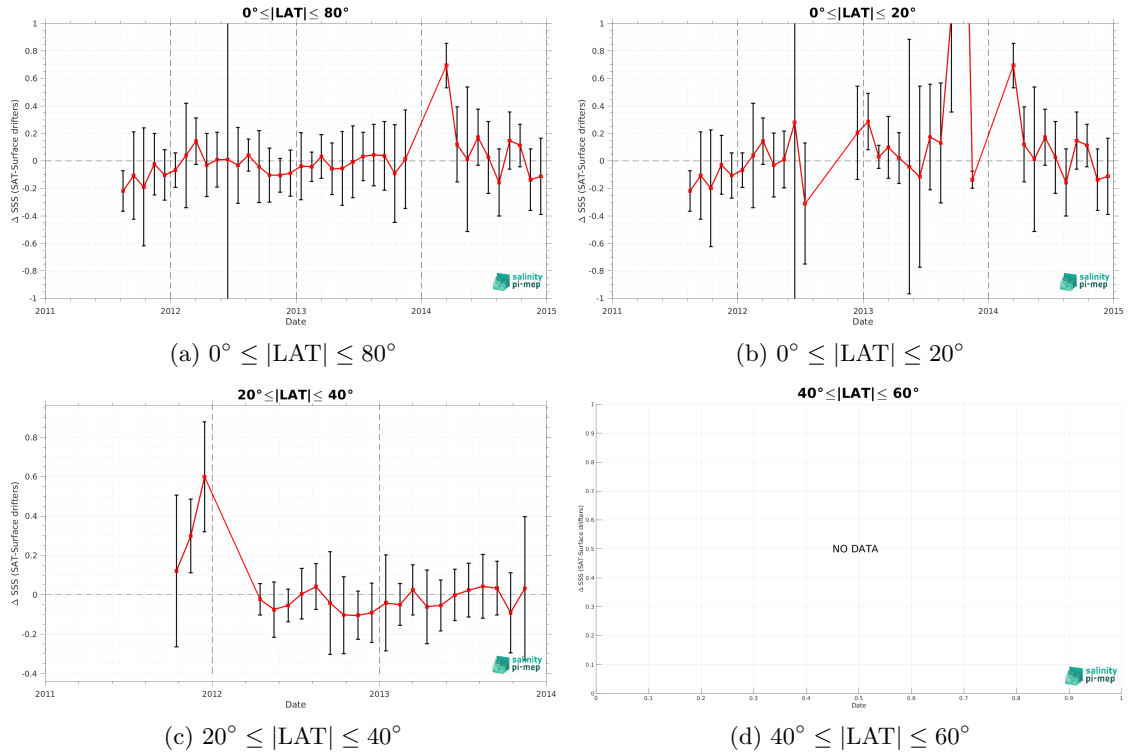 0°≤|LAT|≤ 80°
Δ SSS (SAT-Surface drifters)
1
0.8
0.6
0.4
0.2
0
-0.2
-0.4
-0.6
-0.8
-1
2011
2012
2013
2014
2015
Date
salinity
pi-mep
(a) 0° ≤ |LAT| ≤ 80°
0°≤|LAT|≤ 20°
Δ SSS (SAT-Surface drifters)
1
0.8
0.6
0.4
0.2
0
-0.2
-0.4
-0.6
-0.8
-1
2011
2012
2013
2014
2015
Date
salinity
pi-mep
(b) 0° ≤ |LAT| ≤ 20°
20°≤|LAT|≤ 40°
Δ SSS (SAT-Surface drifters)
0.8
0.6
0.4
0.2
0
-0.2
-0.4
2011
2012
2013
2014
Date
salinity
pi-mep
(c) 20° ≤ |LAT| ≤ 40°
40°≤|LAT|≤ 60°
Δ SSS (SAT-Surface drifters)
1
0.9
0.8
0.7
0.6
0.5
0.4
0.3
0.2
0.1
0
NO DATA
0
0.1
0.2
0.3
0.4
0.5
0.6
0.7
0.8
0.9
1
Date
salinity
pi-mep
(d) 40° ≤ |LAT| ≤ 60°